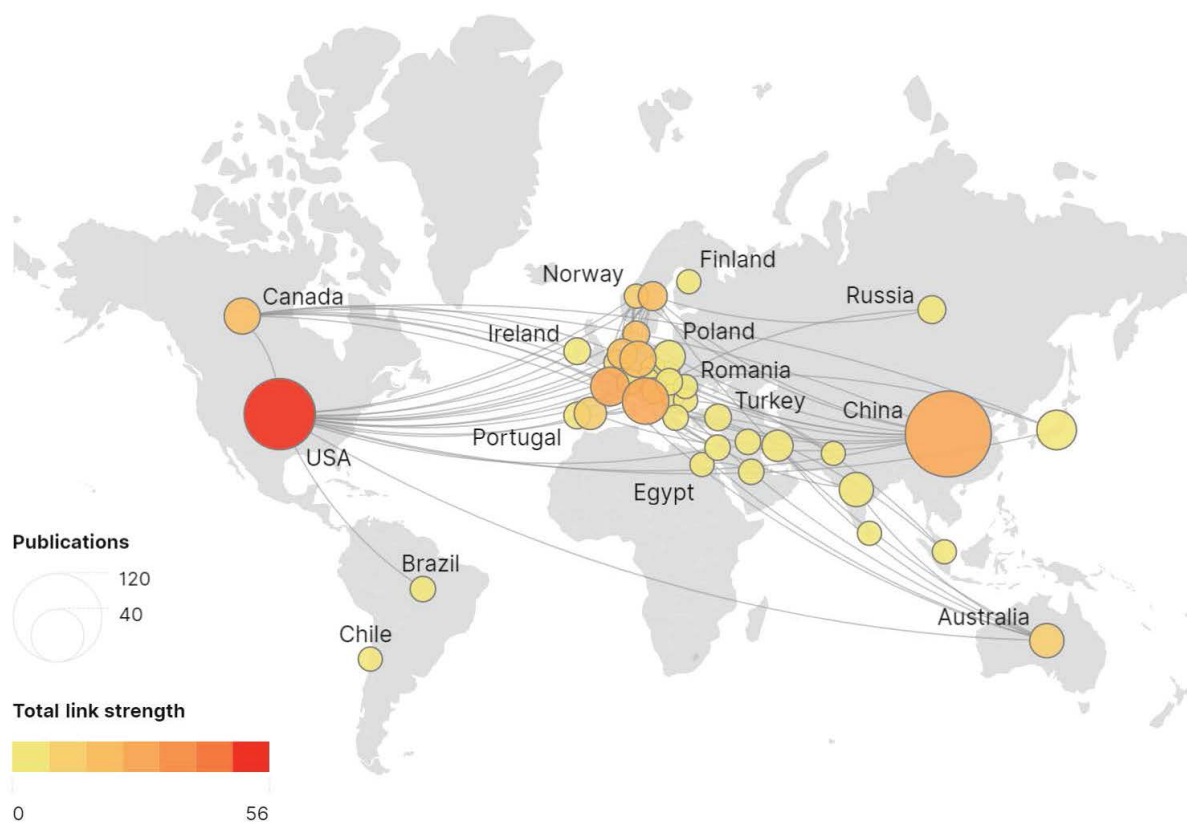 Finland
Norway
Canada
Russia
Ireland
Poland
Romania
Turkey
China
Portugal
USA
Egypt
Publications
120
40
Brazil
Australia
Chile
Total link strength
0
56